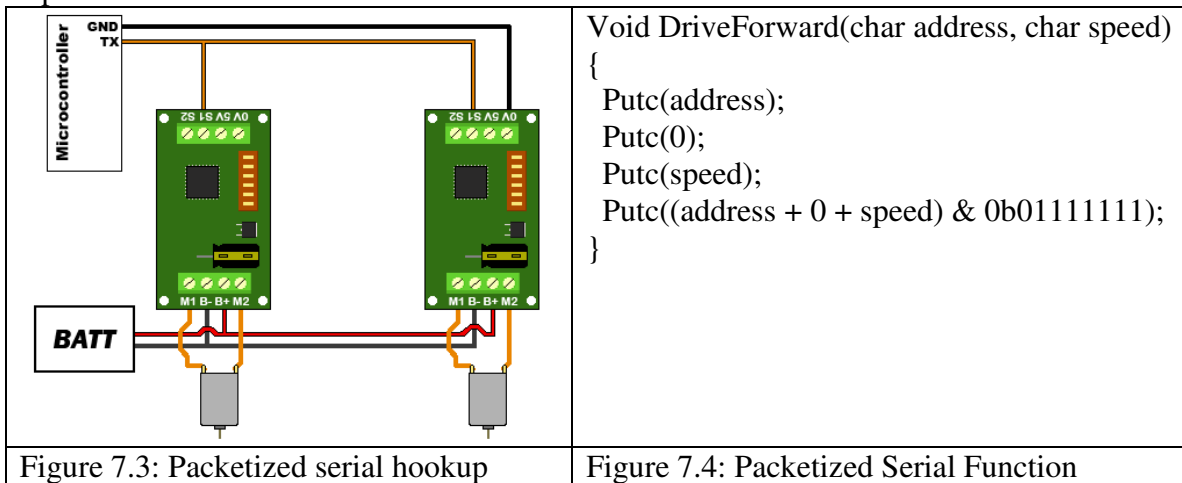 GND
TX
Microcontroller
S2 S1 5V 0V
S2 S1 5V 0V
M1 B- B+ M2
M1 B- B+ M2
BATT
Void DriveForward(char address, char speed)
{
Putc(address);
Putc(0);
Putc(speed);
Putc((address + 0 + speed) & 0b01111111);
}
Figure 7.3: Packetized serial hookup
Figure 7.4: Packetized Serial Function